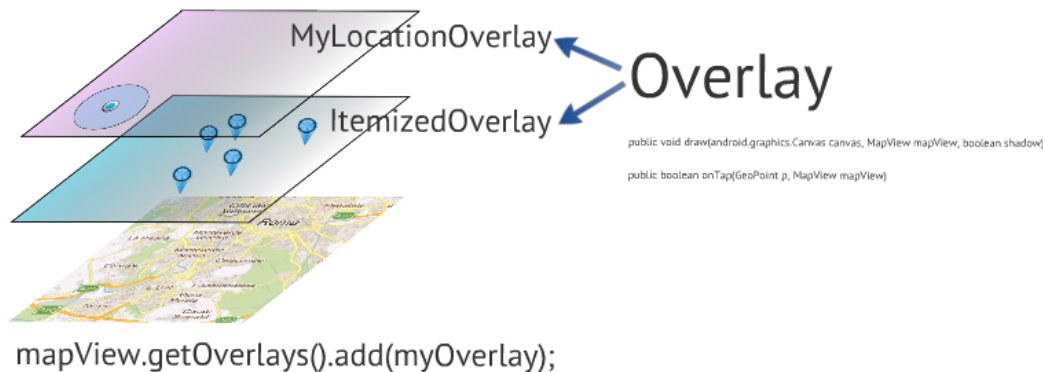 MyLocationOverlay
Overlay
ItemizedOverlay
public void draw(android.graphics.Canvas canvas, MapView mapView, boolean shadow)
public boolean onTap(GeoPoint p, MapView mapView)
Roma
mapView.getOverlays().add(myOverlay);